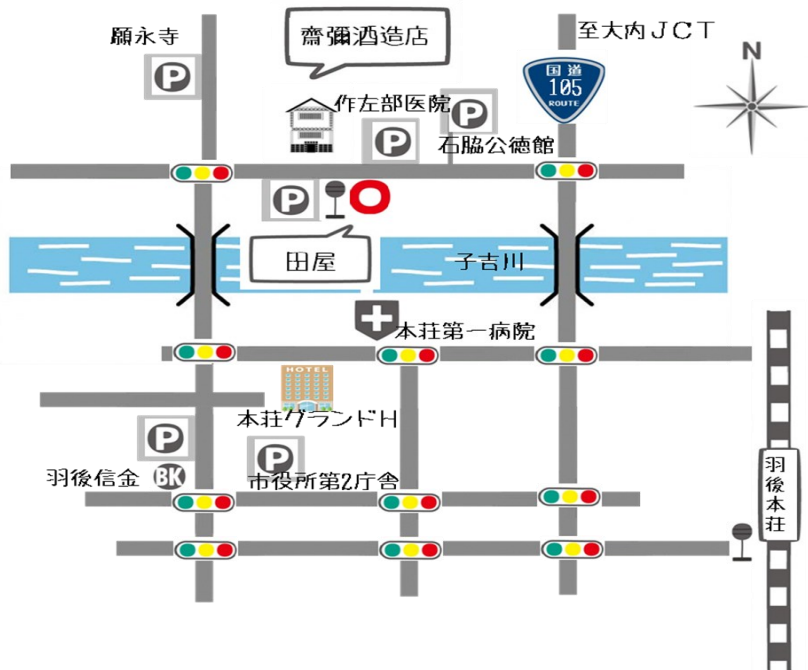 願永寺
齋彌酒造店
至大内JCT
N
P
国道
105
ROUTE
作左部医院
P
P
石脇公徳館
P
田屋
子吉川
本荘第一病院
HOTEL
本荘グランドH
P
P
羽後信金
BK
市役所第2庁舎
羽後本荘